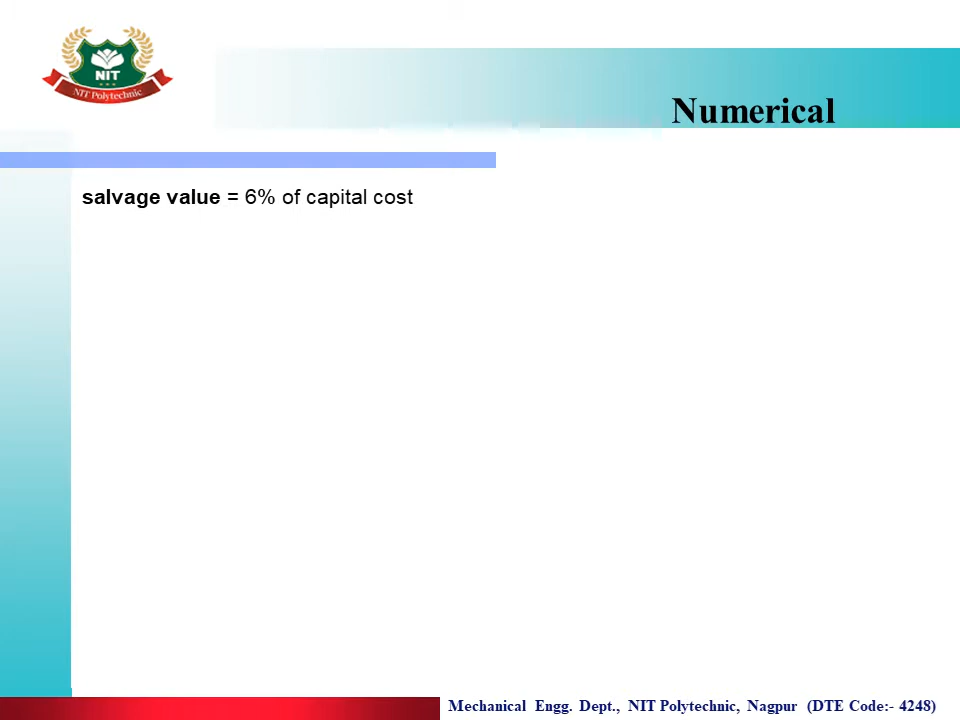 NIT
NIT Polytechnic
Numerical
salvage value = 6% of capital cost
Mechanical Engg. Dept., NIT Polytechnic, Nagpur (DTE Code:- 4248)